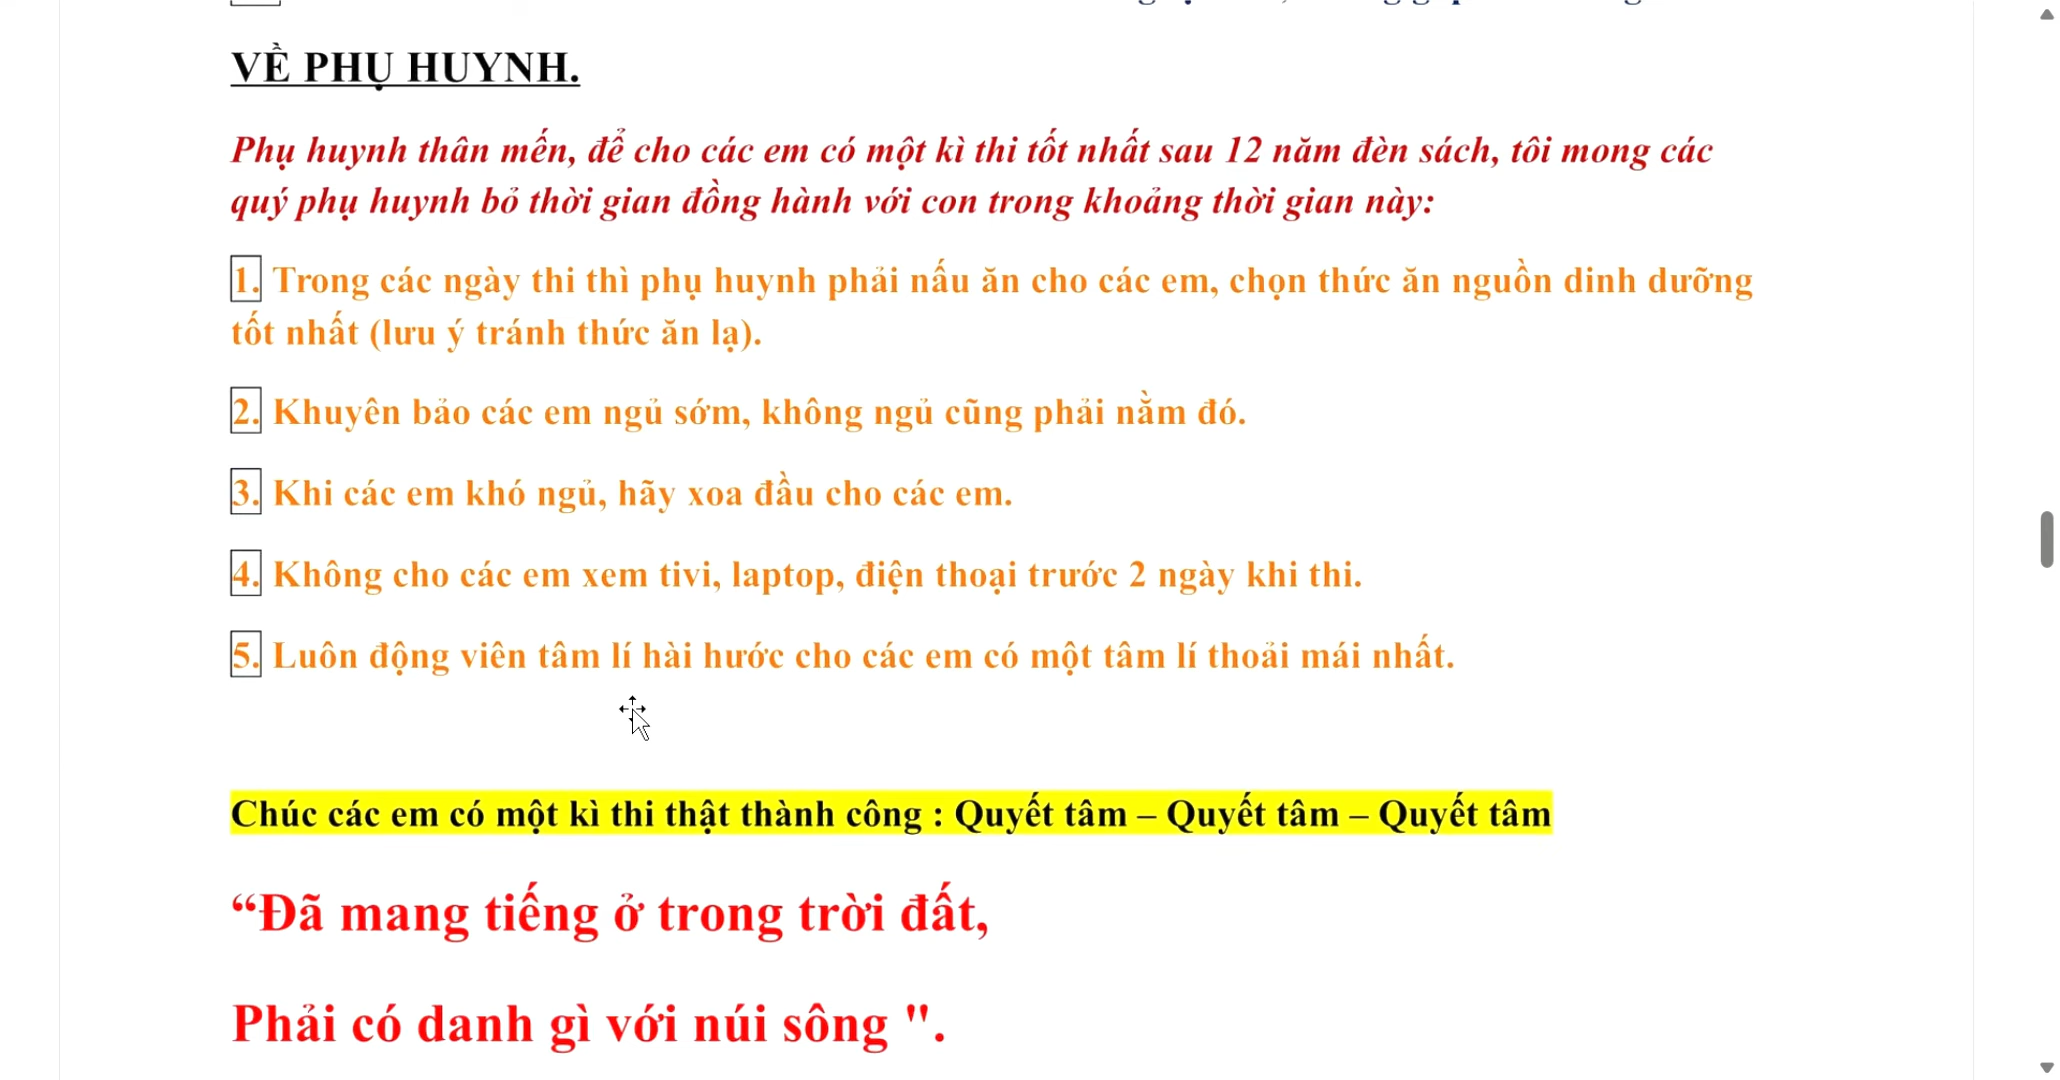 VỀ PHỤ HUYNH.
Phụ huynh thân mến, để cho các em có một kì thi tốt nhất sau 12 năm đèn sách, tôi mong các
quý phụ huynh bỏ thời gian đồng hành với con trong khoảng thời gian này:
1. Trong các ngày thi thì phụ huynh phải nấu ăn cho các em, chọn thức ăn nguồn dinh dưỡng
tốt nhất (lưu ý tránh thức ăn lạ).
2. Khuyên bảo các em ngủ sớm, không ngủ cũng phải nằm đó.
3. Khi các em khó ngủ, hãy xoa đầu cho các em.
4. Không cho các em xem tivi, laptop, điện thoại trước 2 ngày khi thi.
5. Luôn động viên tâm lí hài hước cho các em có một tâm lí thoải mái nhất.
Chúc các em có một kì thi thật thành công : Quyết tâm – Quyết tâm – Quyết tâm
“Đã mang tiếng ở trong trời đất,
Phải có danh gì với núi sông ".